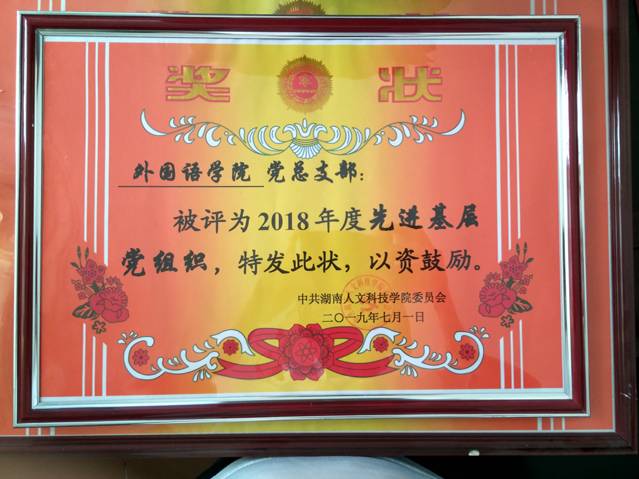 奖状
外国语学院 党总支部：
被评为2018年度先进基层
党组织，特发此状，以资鼓励。
中共湖南人文科技学院委员会
二〇一九年七月一日